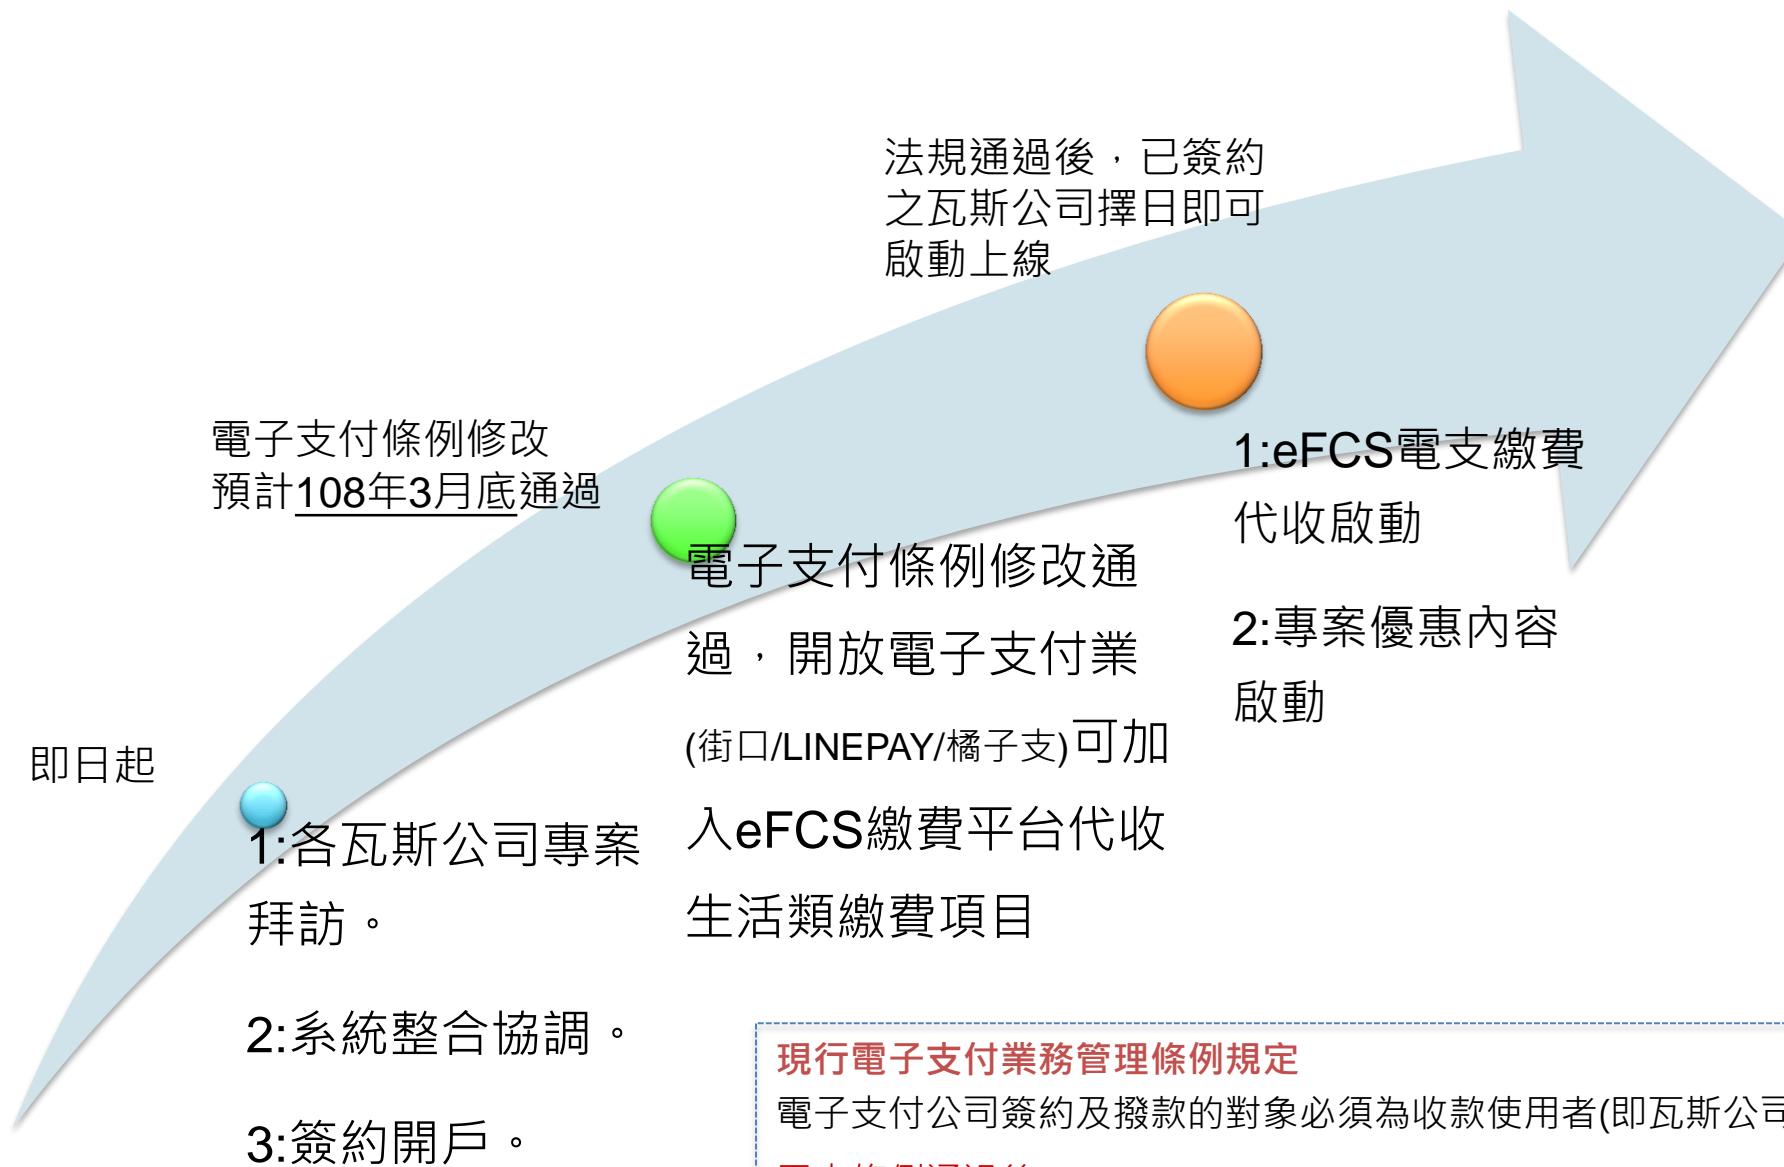 即日起
1:各瓦斯公司專案
拜訪。
2:系統整合協調。
3:簽約開戶。
電子支付條例修改
預計108年3月底通過
電子支付條例修改通
過，開放電子支付業
(街口/LINEPAY/橘子支)可加
入eFCS繳費平台代收
生活類繳費項目
法規通過後，已簽約
之瓦斯公司擇日即可
啟動上線
1:eFCS電支繳費
代收啟動
2:專案優惠內容
啟動
現行電子支付業務管理條例規定
電子支付公司簽約及撥款的對象必須為收款使用者(即瓦斯公司